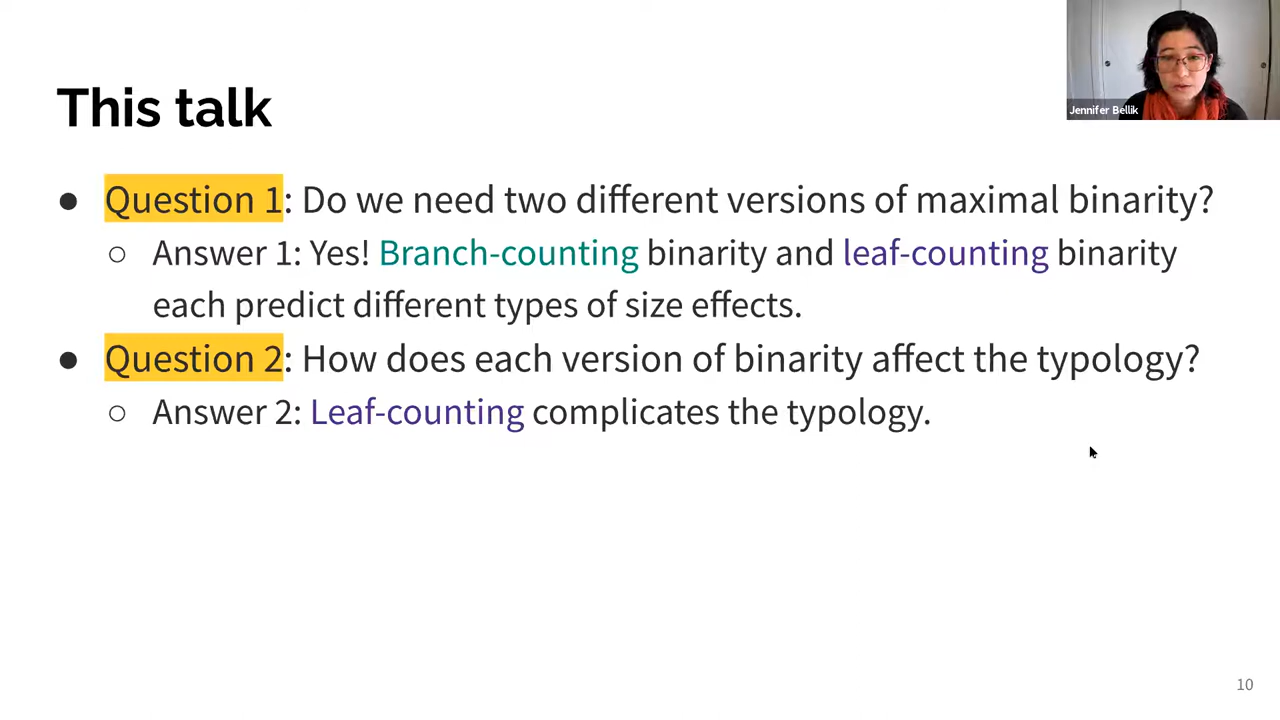 Jennifer Bellik
This talk
● Question 1: Do we need two different versions of maximal binarity?
○ Answer 1: Yes! Branch-counting binarity and leaf-counting binarity
each predict different types of size effects.
● Question 2: How does each version of binarity affect the typology?
○ Answer 2: Leaf-counting complicates the typology.
10